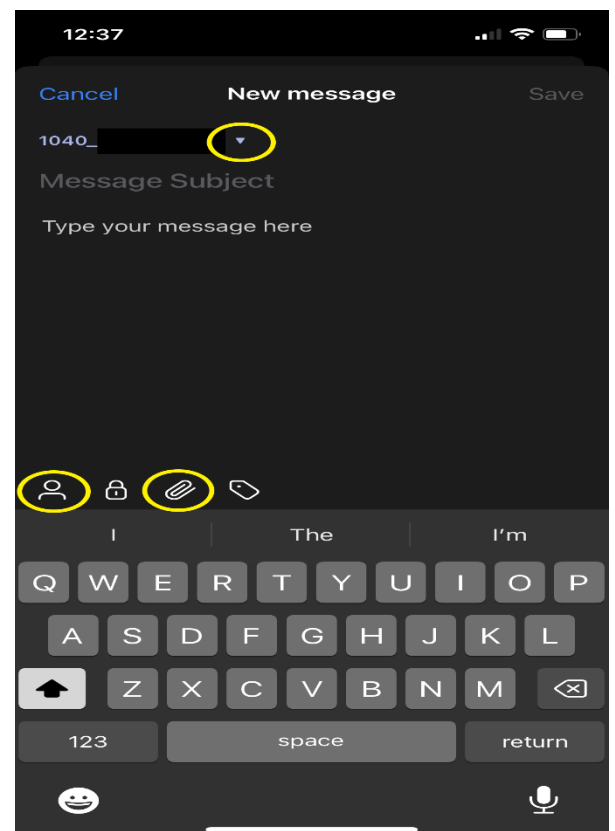 12:37
Cancel New message Save
1040_
Message Subject
Type your message here
I The I'm
Q W E R T Y U I O P
A S D F G H J K L
Z X C V B N M
123 space return